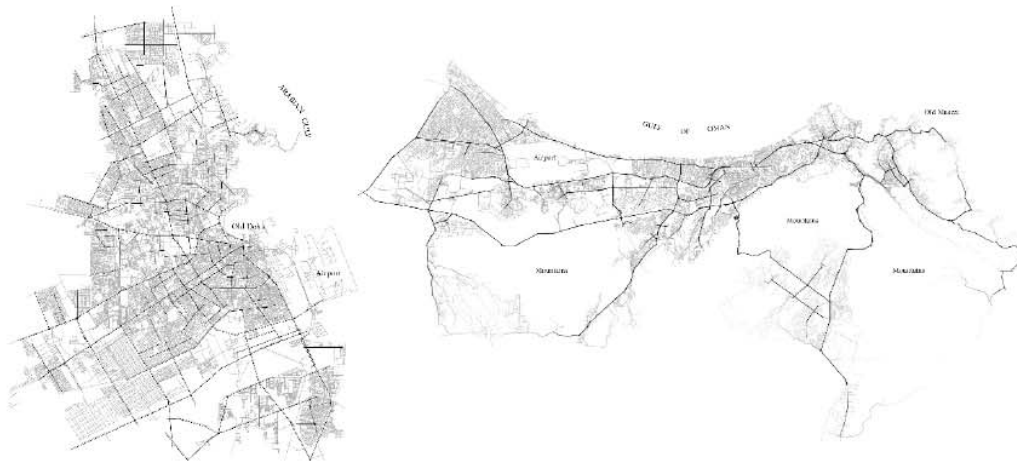 ARABIAN GULF
Old Doha
Airport
GULF OF OMAN
Old Muscat
Airport
Mountains
Mountains
Mountains